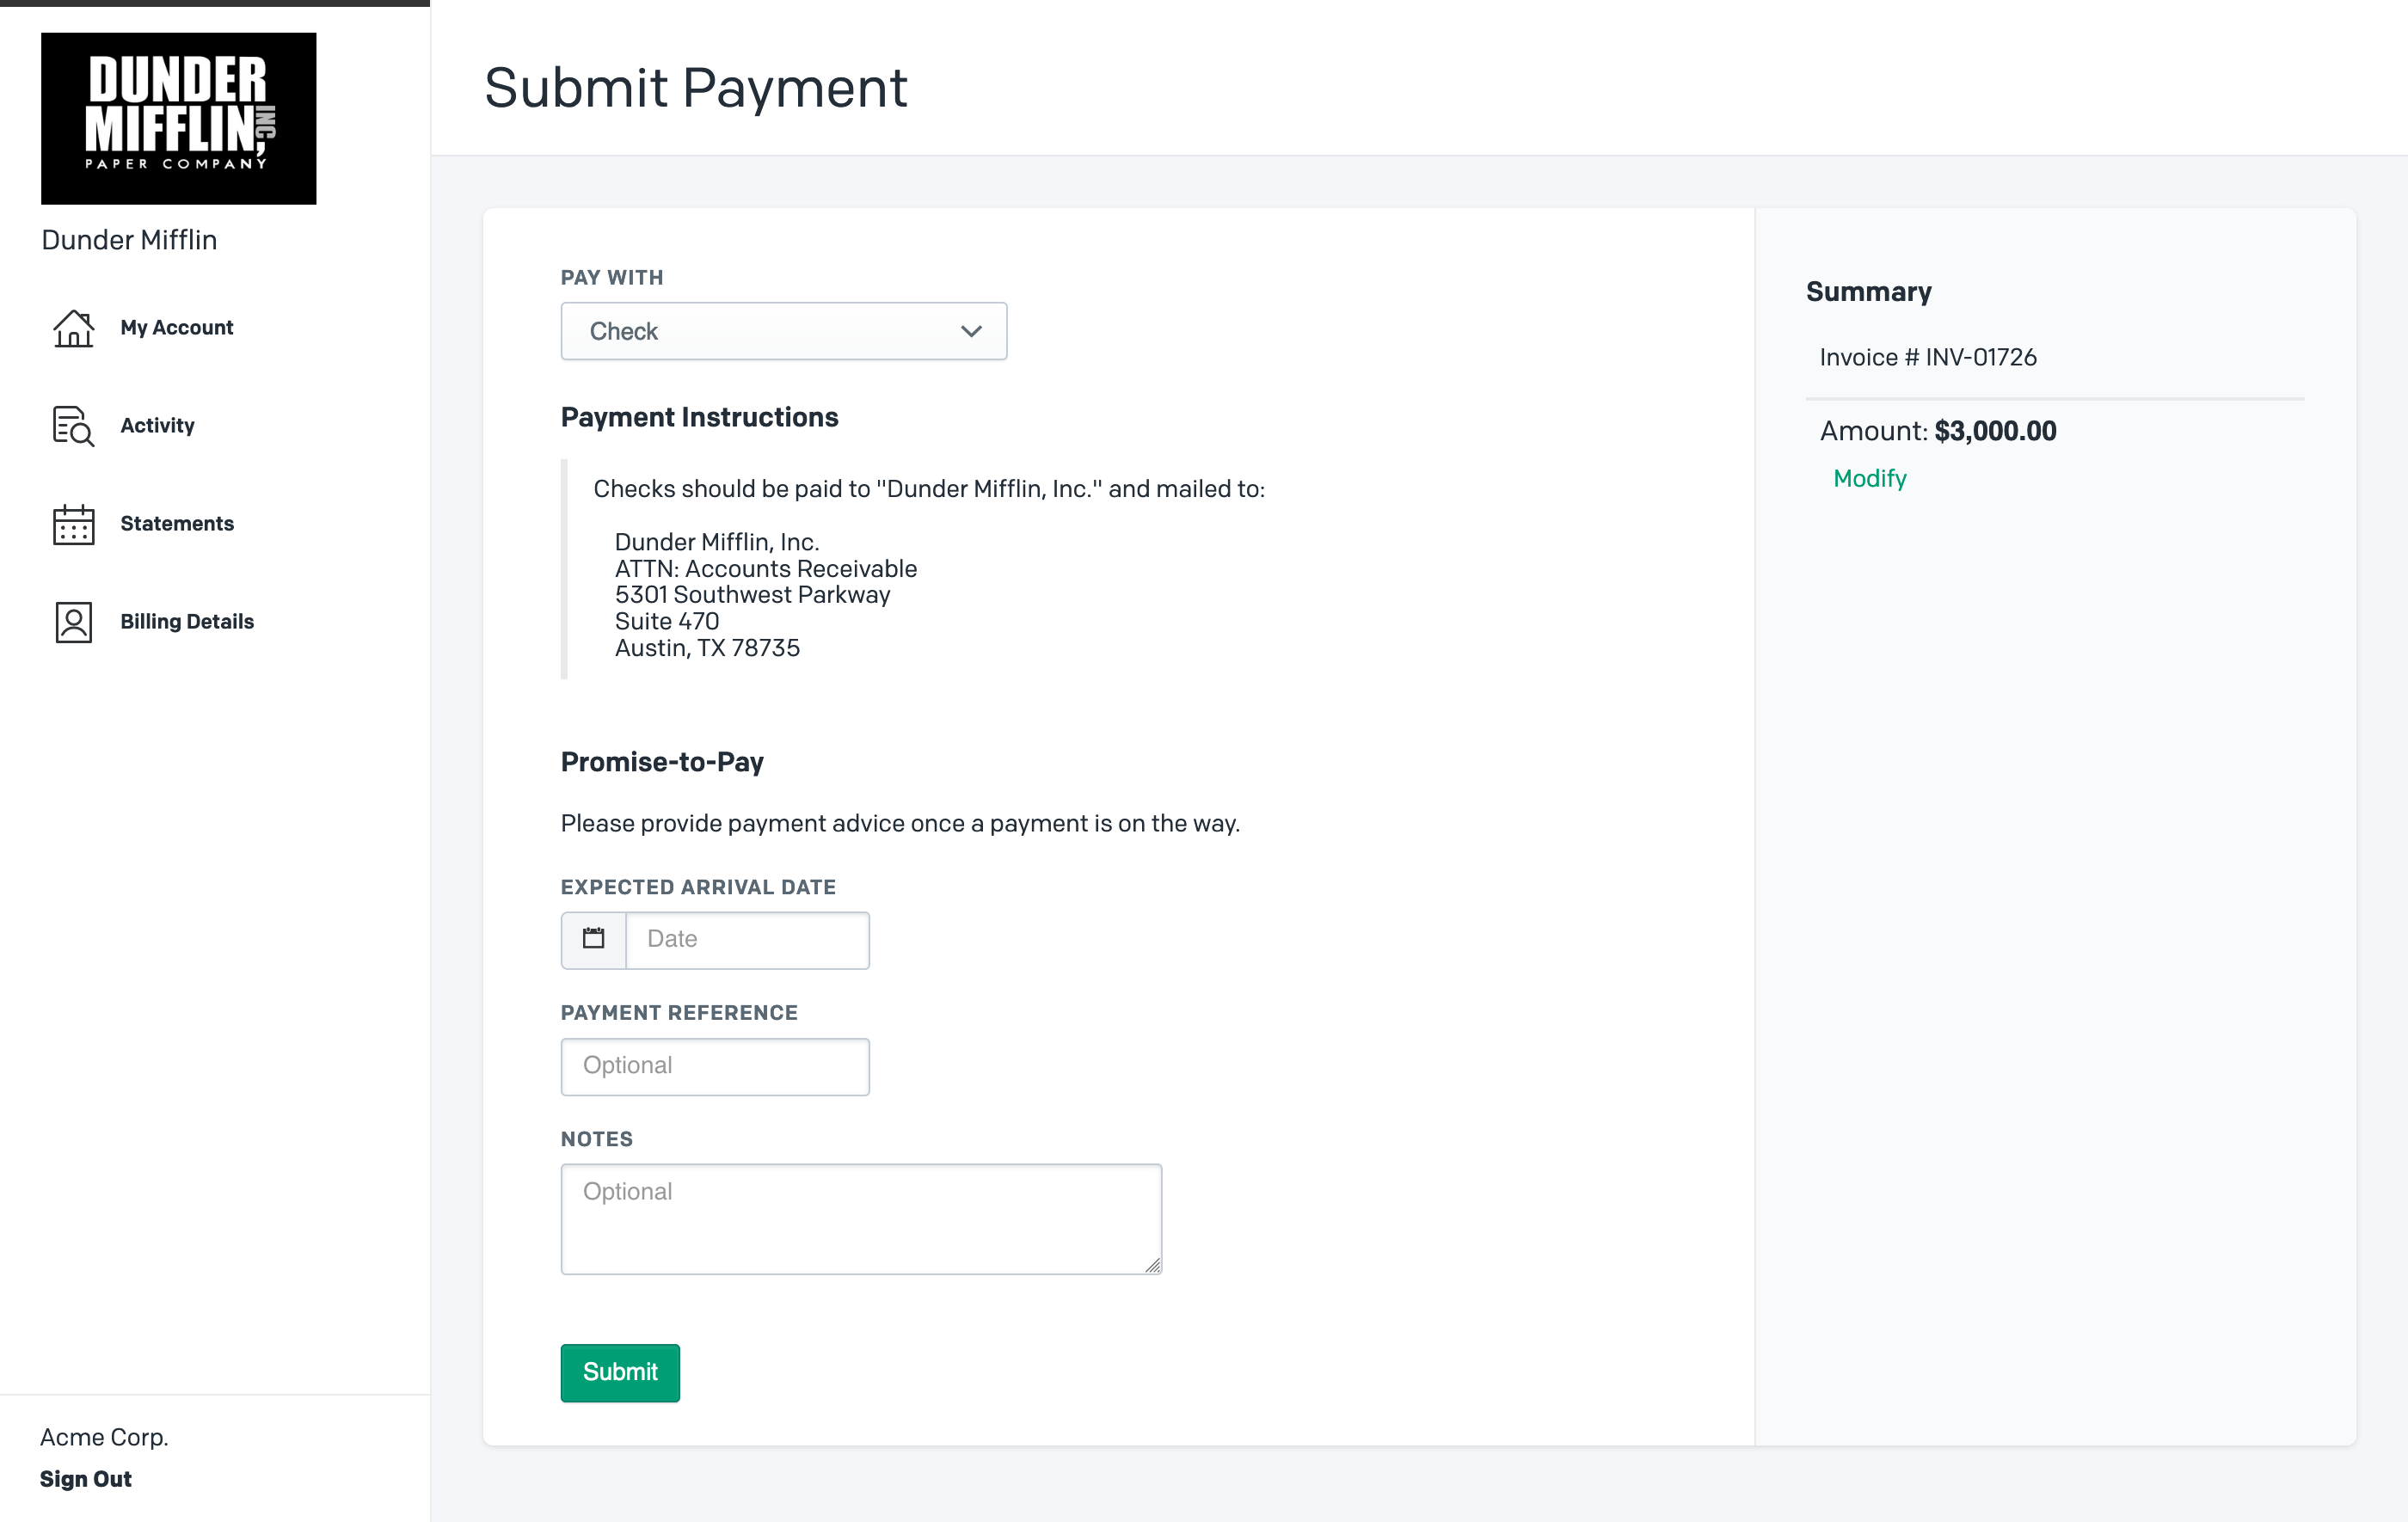 DUNDER
MIFFLIN, INC.
PAPER COMPANY
Dunder Mifflin
My Account
Activity
Statements
Billing Details
Acme Corp.
Sign Out
Submit Payment
PAY WITH
Check
Payment Instructions
Checks should be paid to "Dunder Mifflin, Inc." and mailed to:
Dunder Mifflin, Inc.
ATTN: Accounts Receivable
5301 Southwest Parkway
Suite 470
Austin, TX 78735
Promise-to-Pay
Please provide payment advice once a payment is on the way.
EXPECTED ARRIVAL DATE
Date
PAYMENT REFERENCE
Optional
NOTES
Optional
Submit
Summary
Invoice # INV-01726
Amount: $3,000.00
Modify